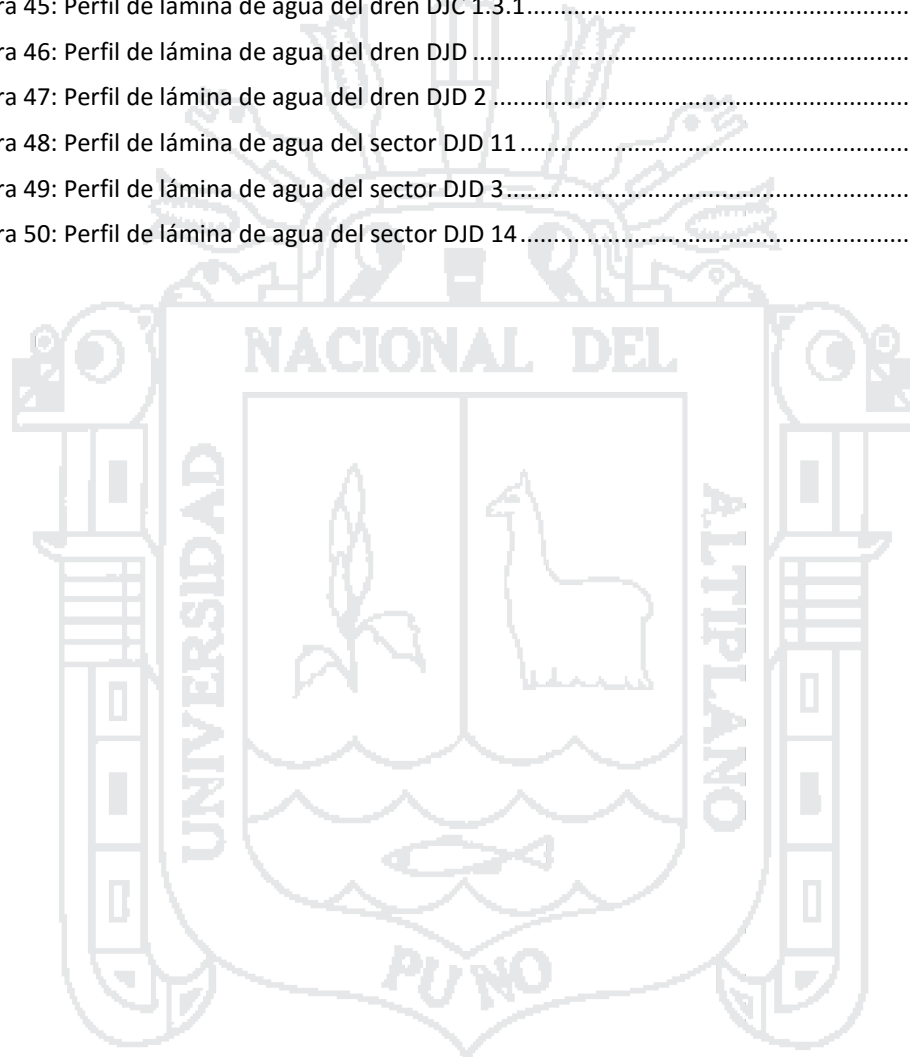 ra 45: Perfil de lámina de agua del dren DJC 1.3.1
ra 46: Perfil de lámina de agua del dren DJD
ra 47: Perfil de lámina de agua del dren DJD 2
ra 48: Perfil de lámina de agua del sector DJD 11
ra 49: Perfil de lámina de agua del sector DJD 3
ra 50: Perfil de lámina de agua del sector DJD 14
NACIONAL DEL
UNIVERSIDAD
ALTIPLANO
PUNO